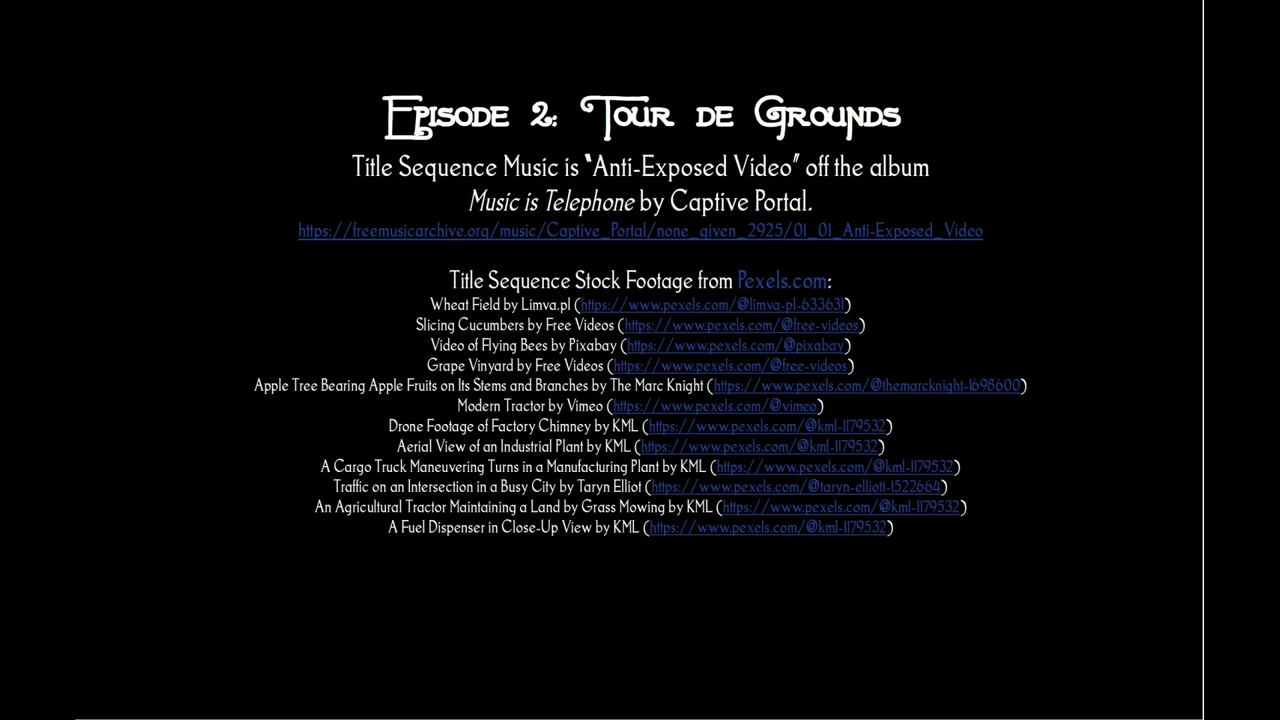 Episode 2: Tour de Grounds
Title Sequence Music is “Anti-Exposed Video” off the album
Music is Telephone by Captive Portal.
https://freemusicarchive.org/music/Captive_Portal/none_given_2925/01_01_Anti-Exposed_Video
Title Sequence Stock Footage from Pexels.com:
Wheat Field by Limva.pl (https://www.pexels.com/@limva-pl-633631)
Slicing Cucumbers by Free Videos (https://www.pexels.com/@free-videos)
Video of Flying Bees by Pixabay (https://www.pexels.com/@pixabay)
Grape Vinyard by Free Videos (https://www.pexels.com/@free-videos)
Apple Tree Bearing Apple Fruits on Its Stems and Branches by The Marc Knight (https://www.pexels.com/@themarcknight-1698600)
Modern Tractor by Vimeo (https://www.pexels.com/@vimeo)
Drone Footage of Factory Chimney by KML (https://www.pexels.com/@kml-1179532)
Aerial View of an Industrial Plant by KML (https://www.pexels.com/@kml-1179532)
A Cargo Truck Maneuvering Turns in a Manufacturing Plant by KML (https://www.pexels.com/@kml-1179532)
Traffic on an Intersection in a Busy City by Taryn Elliot (https://www.pexels.com/@taryn-elliott-1522664)
An Agricultural Tractor Maintaining a Land by Grass Mowing by KML (https://www.pexels.com/@kml-1179532)
A Fuel Dispenser in Close-Up View by KML (https://www.pexels.com/@kml-1179532)